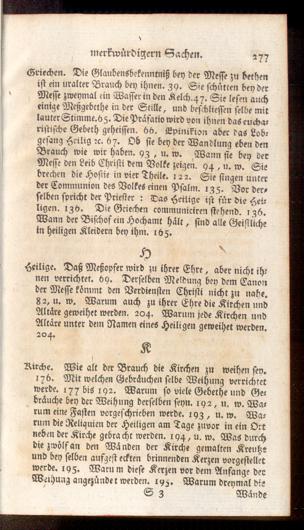 merkwürdigern Sachen. 277
Griechen. Die Glaubensbekenntniß bey der Messe zu bethen
ist ein uralter Brauch bey ihnen. 39. Sie schütten bey der
Messe zweymal ein Wasser in den Kelch. 47. Sie lesen auch
einige Meßgebethe in der Stille, und beschliessen selbe mit
lauter Stimme. 65. Die Präfatio wird von ihnen das eucha-
ristische Gebeth geheissen. 66. Epinikion aber das Lob-
gesang Heilig ꝛc. 67. Ob sie bey der Wandlung eben den
Brauch wie wir haben. 93, u. w. Wann sie bey der
Messe den Leib Christi dem Volke zeigen. 94, u. w. Sie
brechen die Hostie in vier Theile. 122. Sie singen unter
der Communion des Volkes einen Psalm. 135. Vor der-
selben spricht der Priester: Das Heilige ist für die Hei-
ligen. 136. Die Griechen communiciren stehend. 136.
Wann der Bischof ein Hochamt hält, sind alle Geistliche
in heiligen Kleidern bey ihm. 165.
H
Heilige. Daß Meßopfer wird zu ihrer Ehre, aber nicht ih-
nen verrichtet. 69. Derselben Meldung bey dem Canon
der Messe kömmt den Verdiensten Christi nicht zu nahe.
82, u. w. Warum auch zu ihrer Ehre die Kirchen und
Altäre geweihet werden. 204. Warum jede Kirchen und
Altäre unter dem Namen eines Heiligen geweihet werden.
204.
K
Kirche. Wie alt der Brauch die Kirchen zu weihen sey.
176. Mit welchen Gebräuchen selbe Weihung verrichtet
werde. 177 bis 192. Warum so viele Gebethe und Ge-
bräuche bey der Weihung derselben seyn. 192, u. w. Wa-
rum eine Fasten vorgeschrieben werde. 193, u. w. Wa-
rum die Reliquien der Heiligen am Tage zuvor in ein Ort
neben der Kirche gebracht werden. 194, u. w. Was durch
die zwölf an den Wänden der Kirche gemalten Kreutze
und bey selben aufgesteckten brinnenden Kerzen vorgestellet
werde. 195. Warum diese Kerzen vor dem Anfange der
Weihung angezündet werden. 195. Warum dreymal die
S 3 Wände